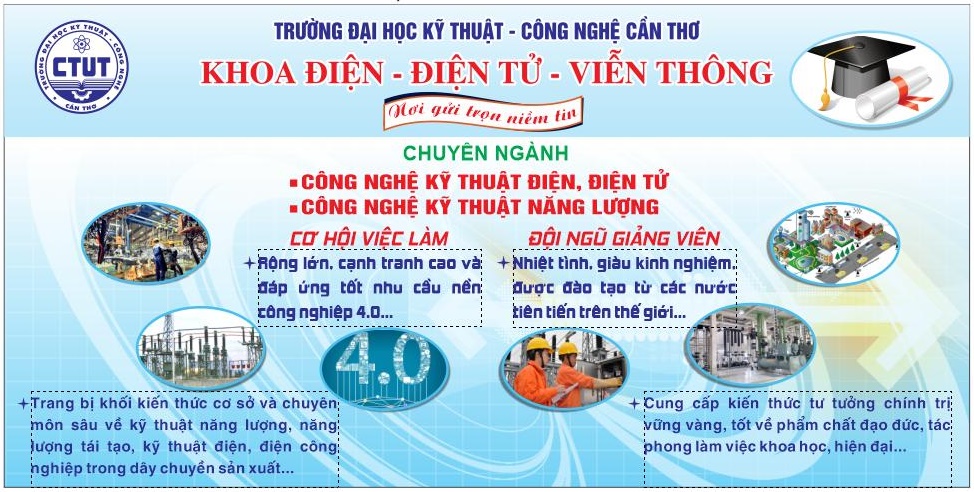 TRƯỜNG ĐẠI HỌC KỸ THUẬT - CÔNG NGHỆ CẦN THƠ
CTUT
CẦN THƠ
KHOA ĐIỆN - ĐIỆN TỬ - VIỄN THÔNG
Nơi gửi trọn niềm tin
CHUYÊN NGÀNH
▪ CÔNG NGHỆ KỸ THUẬT ĐIỆN, ĐIỆN TỬ
▪ CÔNG NGHỆ KỸ THUẬT NĂNG LƯỢNG
CƠ HỘI VIỆC LÀM
Rộng lớn, cạnh tranh cao và
đáp ứng tốt nhu cầu nền
công nghiệp 4.0...
ĐỘI NGŨ GIẢNG VIÊN
Nhiệt tình, giàu kinh nghiệm,
được đào tạo từ các nước
tiên tiến trên thế giới...
4.0
Trang bị khối kiến thức cơ sở và chuyên
môn sâu về kỹ thuật năng lượng, năng
lượng tái tạo, kỹ thuật điện, điện công
nghiệp trong dây chuyền sản xuất...
Cung cấp kiến thức tư tưởng chính trị
vững vàng, tốt về phẩm chất đạo đức, tác
phong làm việc khoa học, hiện đại...